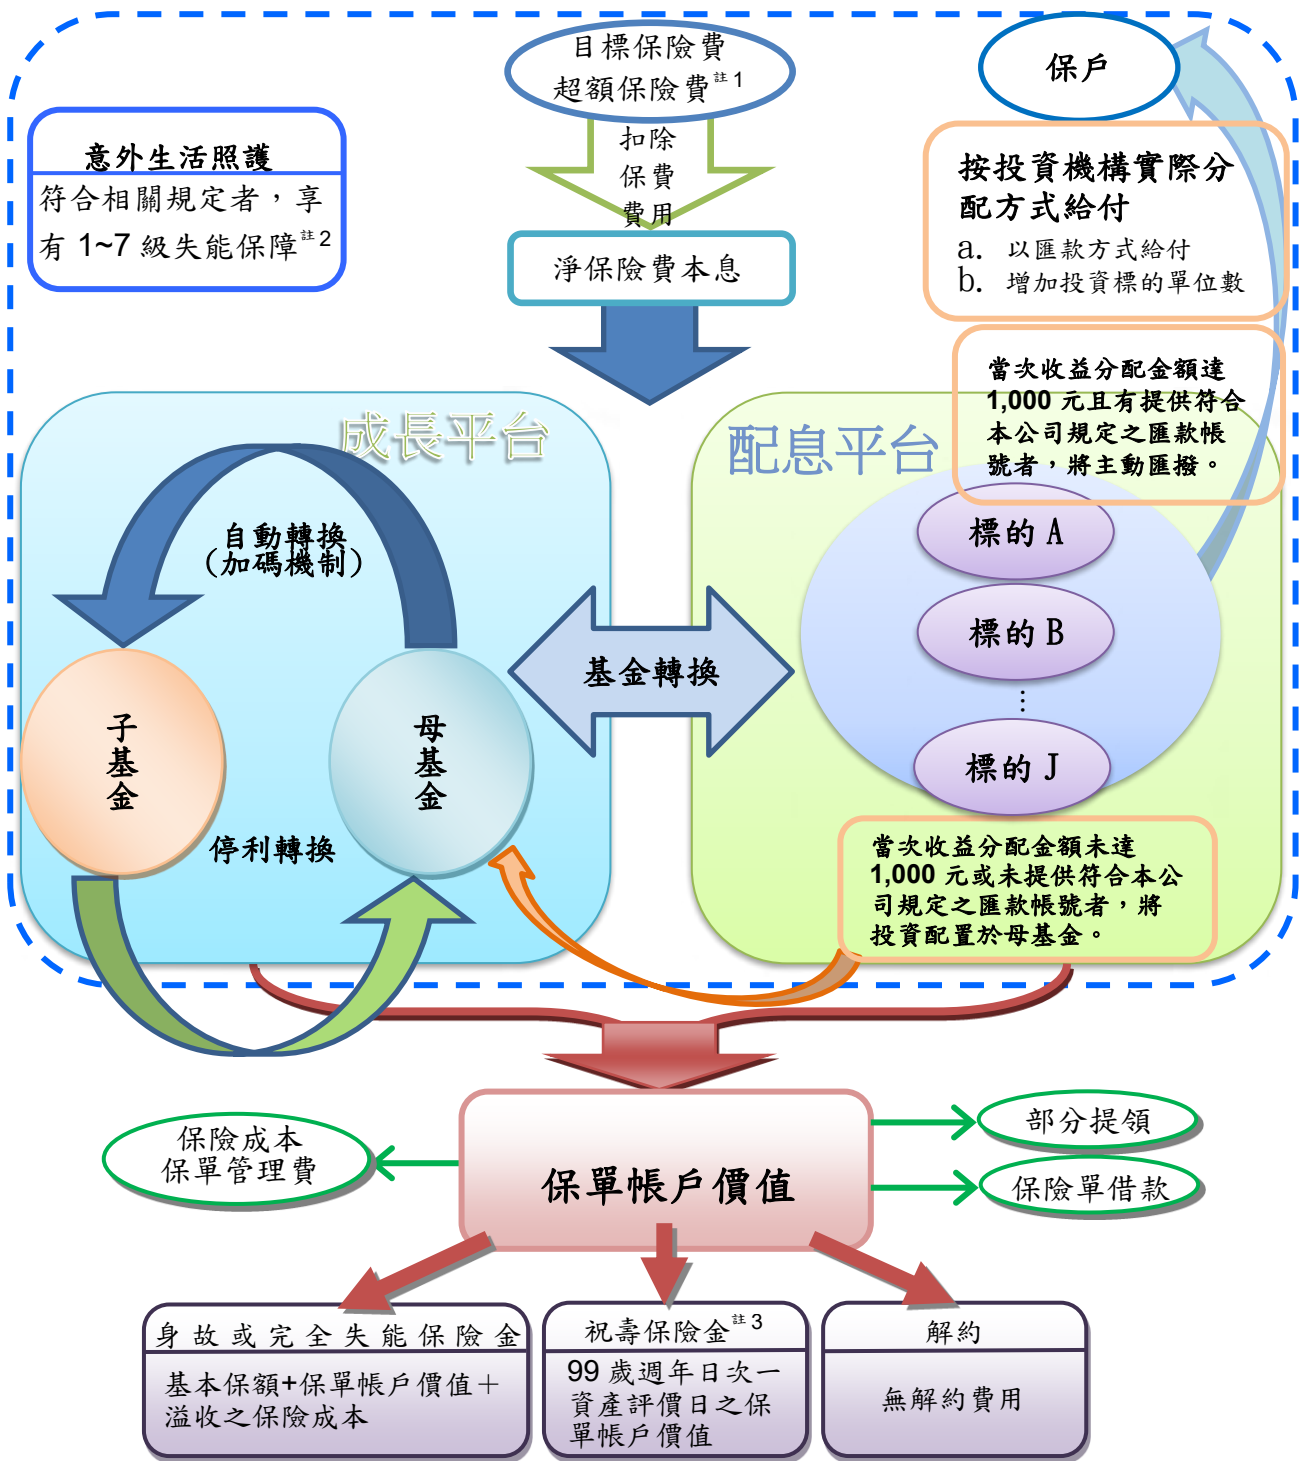 目標保險費
超額保險費註1
保戶
扣除
保費
費用
意外生活照護
符合相關規定者，享
有 1~7 級失能保障註2
按投資機構實際分
配方式給付
a. 以匯款方式給付
b. 增加投資標的單位數
淨保險費本息
當次收益分配金額達
1,000 元且有提供符合
本公司規定之匯款帳
號者，將主動匯撥。
成長平台
配息平台
自動轉換
(加碼機制)
標的 A
標的 B
⋮
標的 J
基金轉換
子
基
金
母
基
金
停利轉換
當次收益分配金額未達
1,000 元或未提供符合本公
司規定之匯款帳號者，將
投資配置於母基金。
保險成本
保單管理費
保單帳戶價值
部分提領
保險單借款
身故或完全失能保險金
基本保額+保單帳戶價值＋
溢收之保險成本
祝壽保險金註3
99 歲週年日次一
資產評價日之保
單帳戶價值
解約
無解約費用